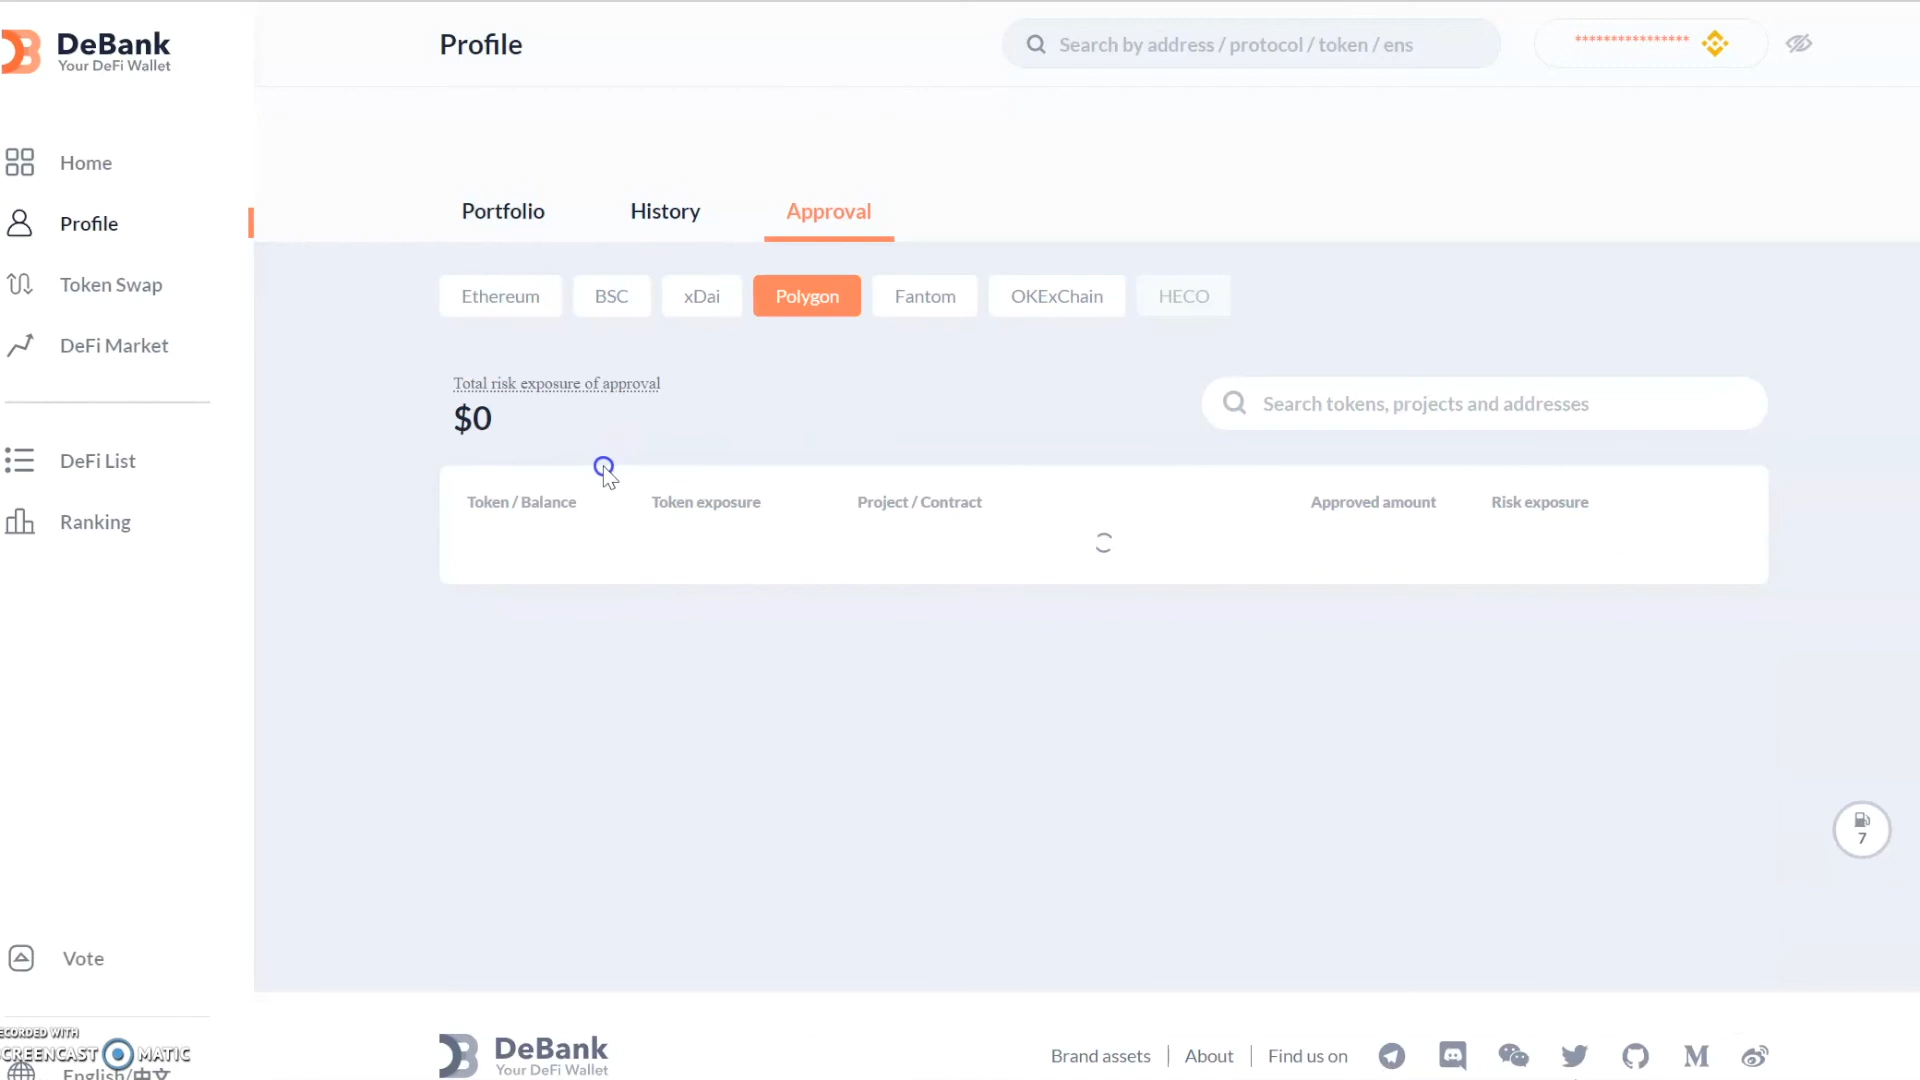 DeBank
Your DeFi Wallet
Profile
Search by address / protocol / token / ens
****************
Home
Profile
Token Swap
DeFi Market
DeFi List
Ranking
Vote
Portfolio
History
Approval
Ethereum
BSC
xDai
Polygon
Fantom
OKExChain
HECO
Total risk exposure of approval
$0
Search tokens, projects and addresses
Token / Balance
Token exposure
Project / Contract
Approved amount
Risk exposure
7
ECORDED WITH
CREENCAST MATIC
English/中文
DeBank
Your DeFi Wallet
Brand assets
About
Find us on